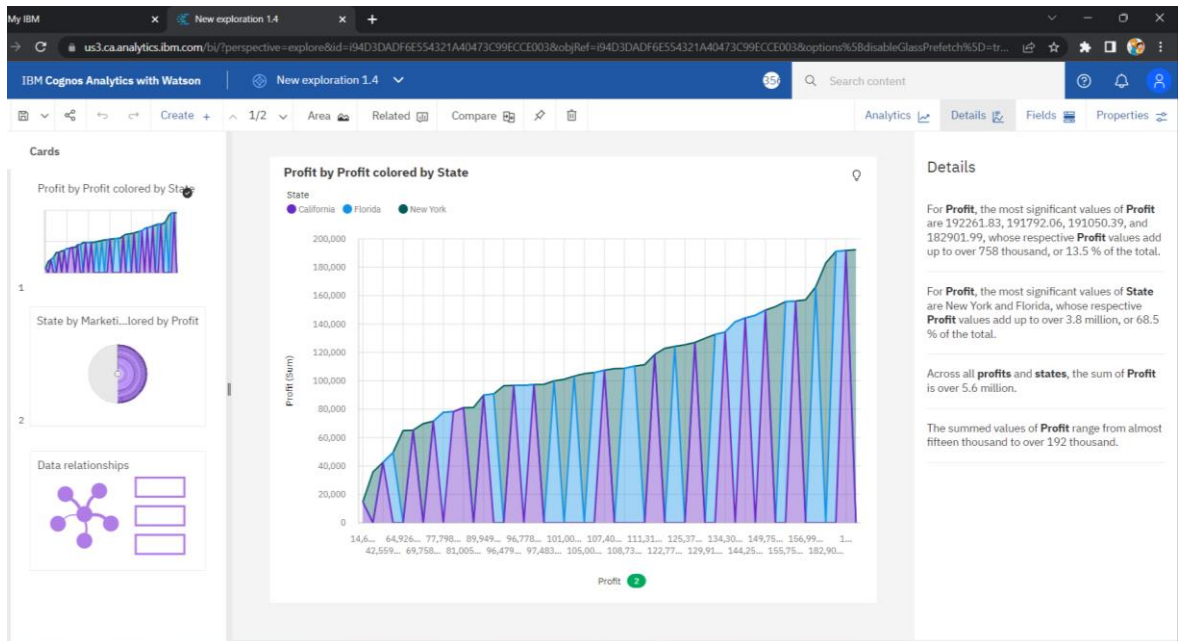 My IBM
New exploration 1.4
us3.ca.analytics.ibm.com/bi/?perspective=explore&id=i94D3DADF6E554321A40473C99ECCE003&objRef=i94D3DADF6E554321A40473C99ECCE003&options%5BdisableGlassPrefetch%5D=tr...
IBM Cognos Analytics with Watson
New exploration 1.4
Search content
Create +
1/2
Area
Related
Compare
Analytics
Details
Fields
Properties
Cards
Profit by Profit colored by State
1
State by Marketi...lored by Profit
2
Data relationships
Profit by Profit colored by State
State
California
Florida
New York
200,000
180,000
160,000
140,000
120,000
100,000
80,000
60,000
40,000
20,000
0
Profit (Sum)
14,6... 64,926... 77,798... 89,949... 96,778... 101,00... 107,40... 111,31... 125,37... 134,30... 149,75... 156,99... 1...
42,559... 69,758... 81,005... 96,479... 97,483... 105,00... 108,73... 122,77... 129,91... 144,25... 155,75... 182,90...
Profit 2
Details
For Profit, the most significant values of Profit
are 192261.83, 191792.06, 191050.39, and
182901.99, whose respective Profit values add
up to over 758 thousand, or 13.5 % of the total.
For Profit, the most significant values of State
are New York and Florida, whose respective
Profit values add up to over 3.8 million, or 68.5
% of the total.
Across all profits and states, the sum of Profit
is over 5.6 million.
The summed values of Profit range from almost
fifteen thousand to over 192 thousand.